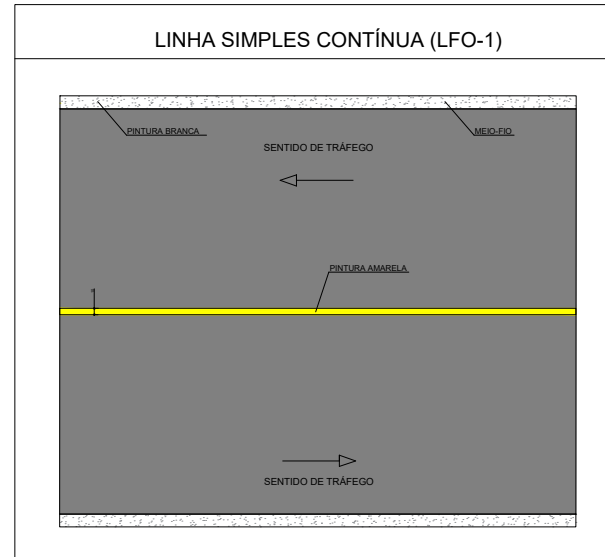 LINHA SIMPLES CONTÍNUA (LFO-1)
PINTURA BRANCA
MEIO-FIO
SENTIDO DE TRÁFEGO
PINTURA AMARELA
SENTIDO DE TRÁFEGO